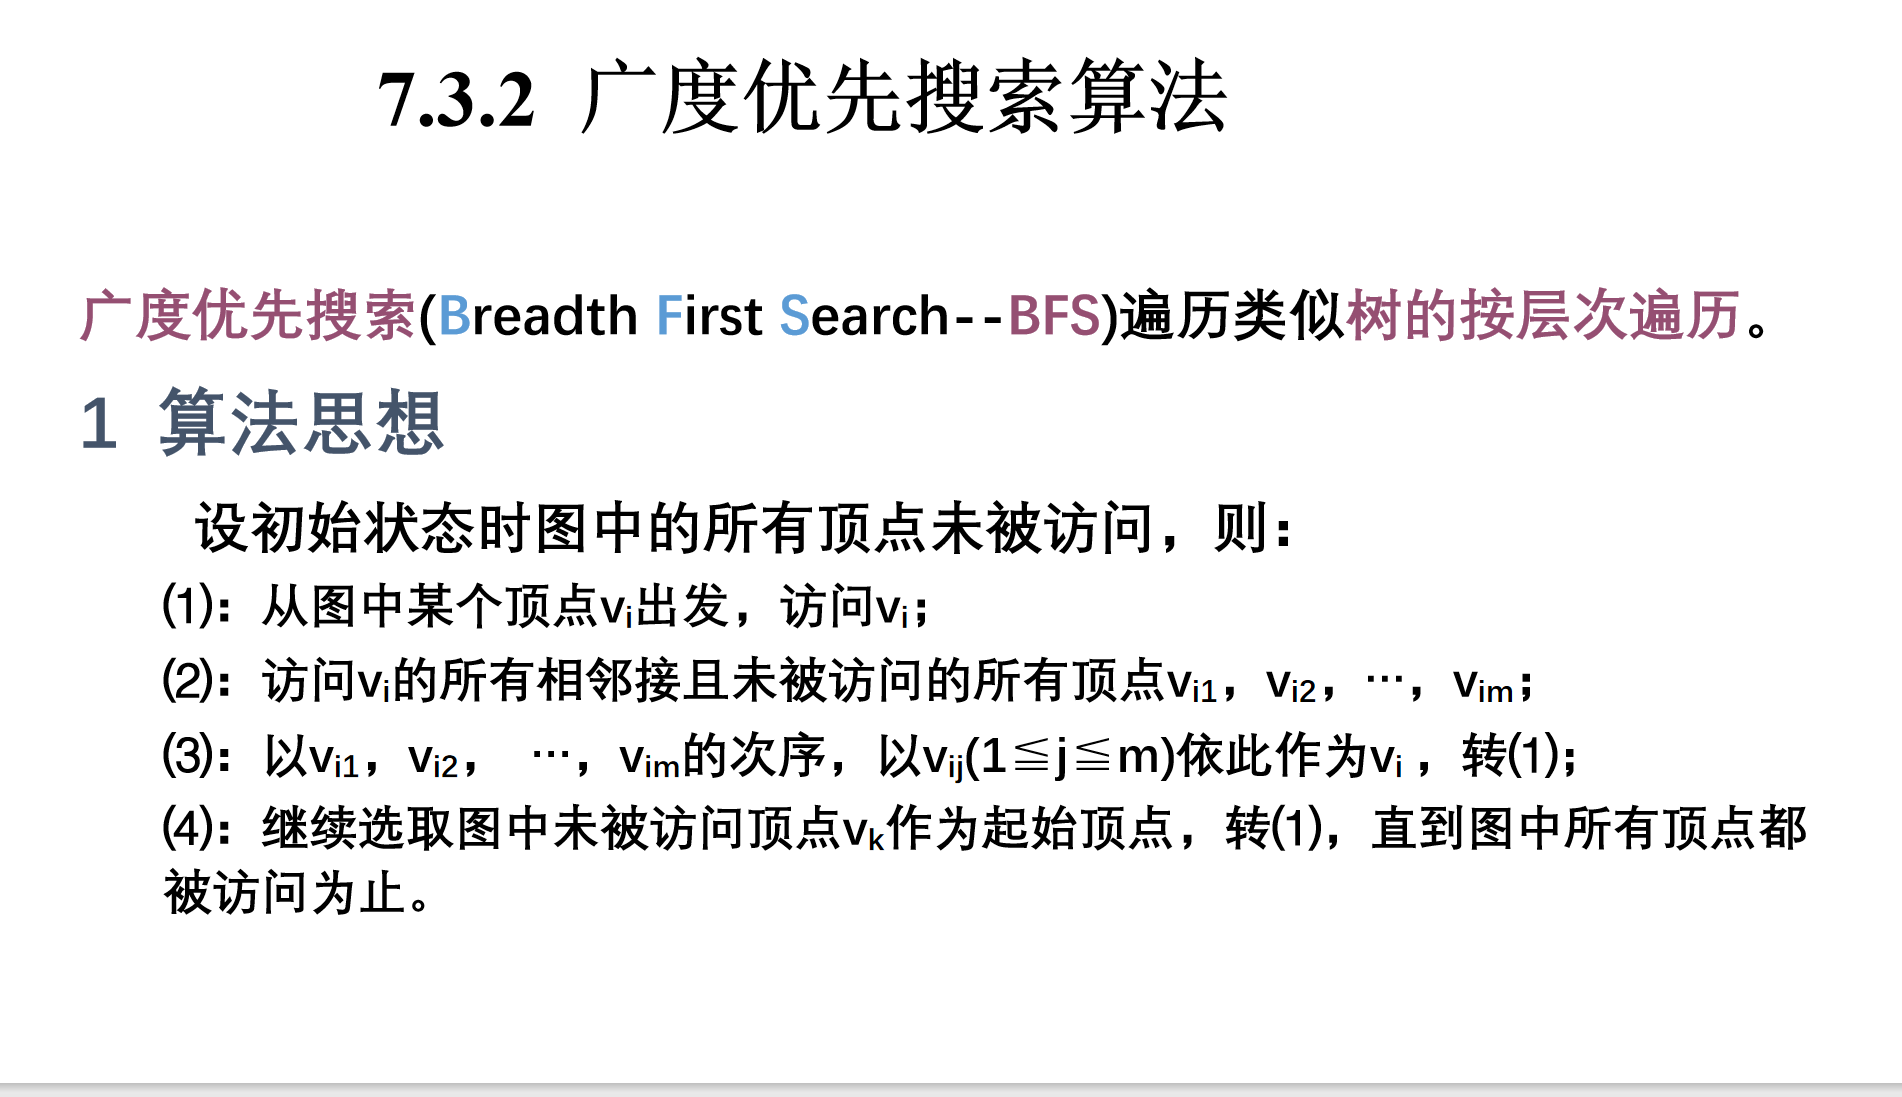 7.3.2 广度优先搜索算法
广度优先搜索(Breadth First Search--BFS)遍历类似树的按层次遍历。
1 算法思想
设初始状态时图中的所有顶点未被访问，则：
⑴：从图中某个顶点vi出发，访问vi；
⑵：访问vi的所有相邻接且未被访问的所有顶点vi1，vi2，…，vim；
⑶：以vi1，vi2， …，vim的次序，以vij(1≦j≦m)依此作为vi ，转⑴；
⑷：继续选取图中未被访问顶点vk作为起始顶点，转⑴，直到图中所有顶点都
被访问为止。